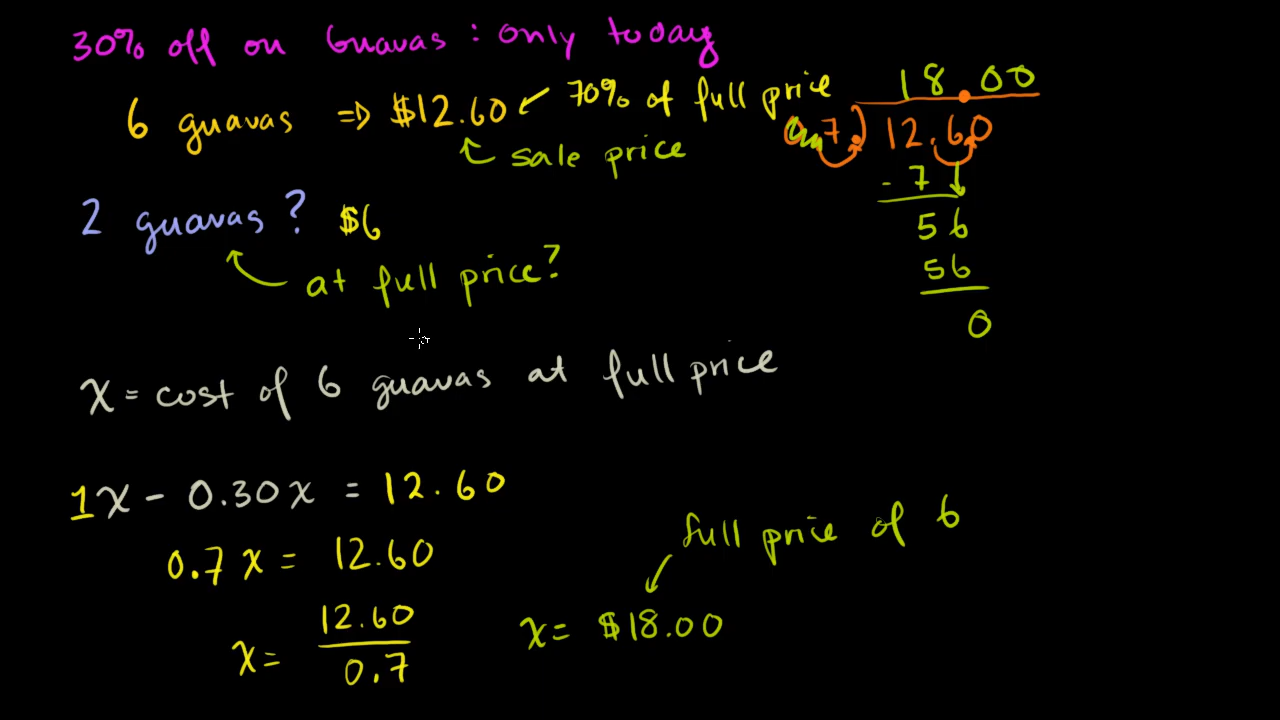 30% off on Guavas : only today
6 guavas ⇒ $12.60 ← 70% of full price
↖ sale price
2 guavas ? $6
↖ at full price?
x = cost of 6 guavas at full price
1x - 0.30x = 12.60
0.7x = 12.60
x = 12.60
0.7
full price of 6
x = $18.00
18.00
0.7.) 12.60
- 7
56
56
0